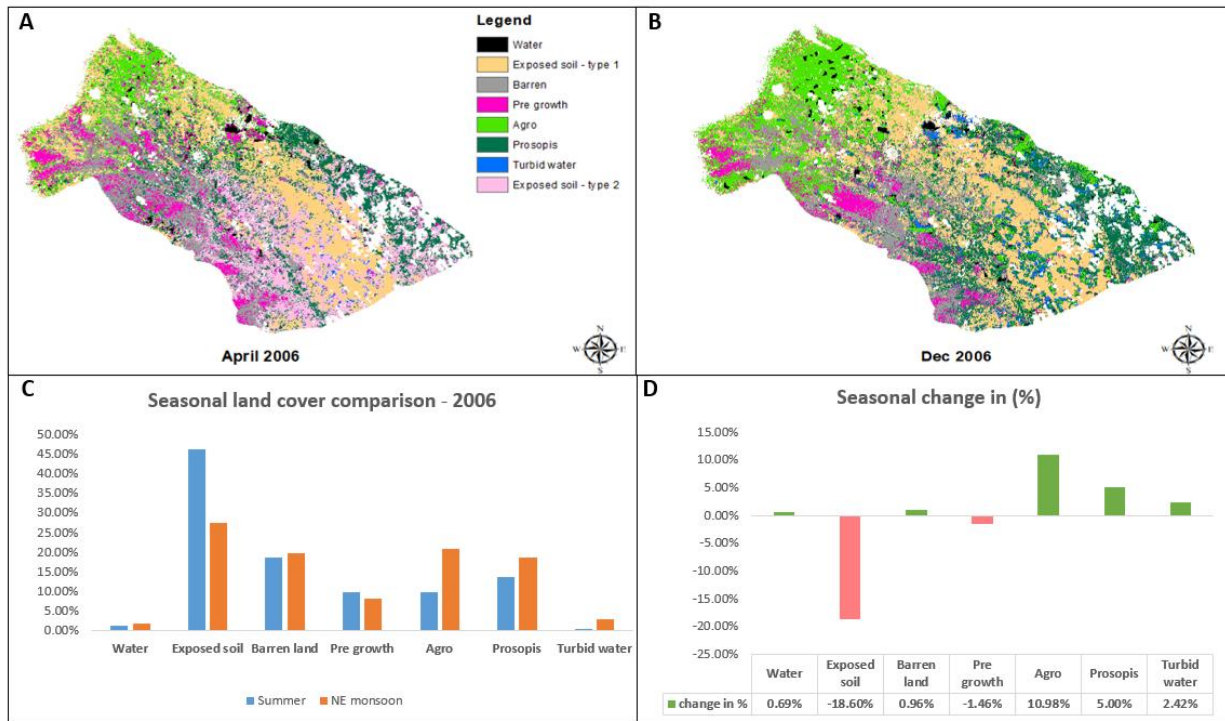 A
Legend
Water
Exposed soil - type 1
Barren
Pre growth
Agro
Prosopis
Turbid water
Exposed soil - type 2
N
W E
S
April 2006
B
N
W E
S
Dec 2006
C
Seasonal land cover comparison - 2006
50.00%
45.00%
40.00%
35.00%
30.00%
25.00%
20.00%
15.00%
10.00%
5.00%
0.00%
Water Exposed soil Barren land Pre growth Agro Prosopis Turbid water
Summer NE monsoon
D
Seasonal change in (%)
15.00%
10.00%
5.00%
0.00%
-5.00%
-10.00%
-15.00%
-20.00%
-25.00%
Water Exposed soil Barren land Pre growth Agro Prosopis Turbid water
change in % 0.69% -18.60% 0.96% -1.46% 10.98% 5.00% 2.42%